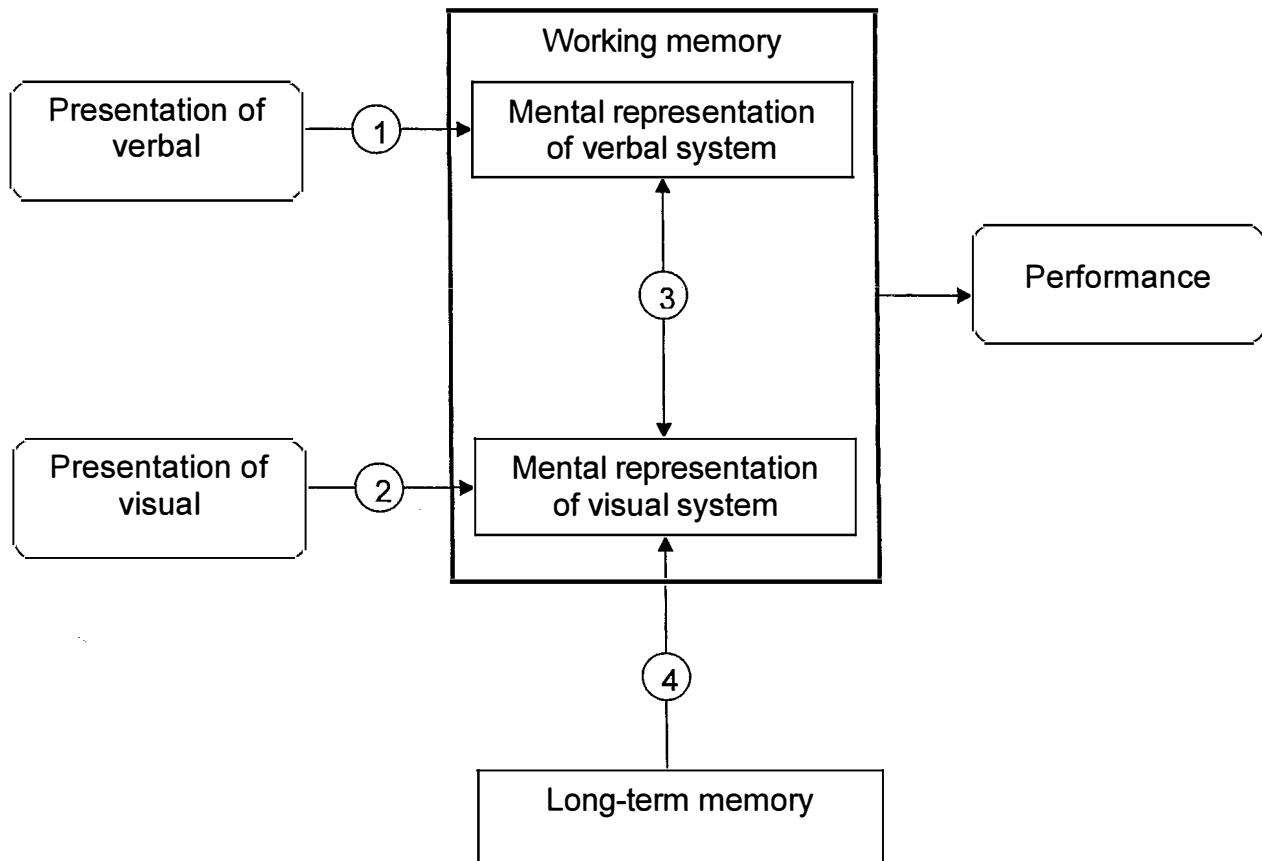 Working memory
Presentation of
verbal
1
Mental representation
of verbal system
3
Performance
Presentation of
visual
2
Mental representation
of visual system
4
Long-term memory